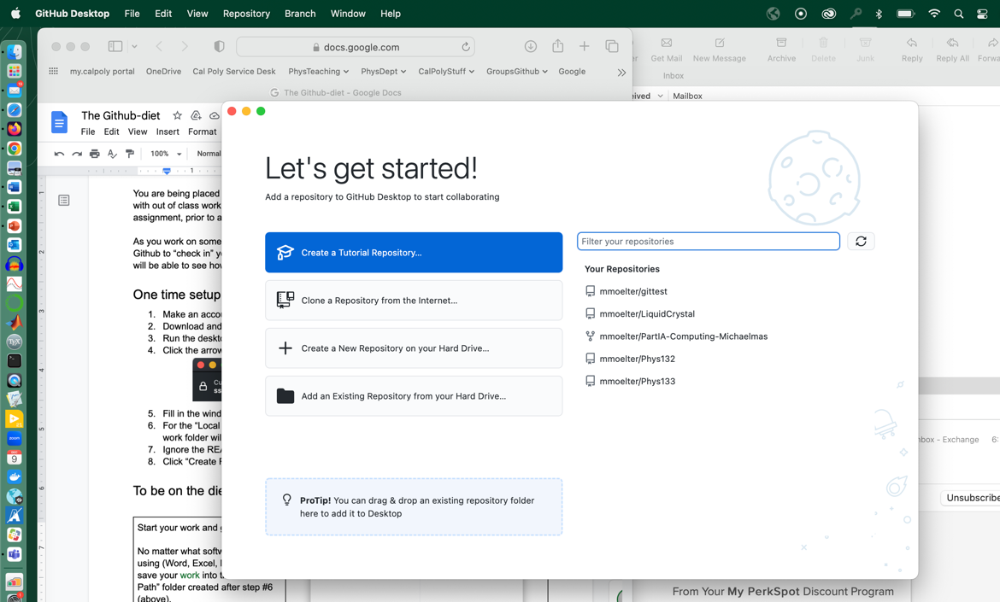 GitHub Desktop File Edit View Repository Branch Window Help
docs.google.com
my.calpoly portal OneDrive Cal Poly Service Desk PhysTeaching PhysDept CalPolyStuff GroupsGithub Google
The Github-diet - Google Docs
Get Mail New Message Archive Delete Junk Reply Reply All Forwa
Inbox
Mailbox
The Github-diet
File Edit View Insert Format
100% Normal
You are being placed
with out of class work
assignment, prior to a
As you work on some
Github to “check in” y
will be able to see how
One time setup
1. Make an accou
2. Download and
3. Run the deskto
4. Click the arrow
5. Fill in the wind
6. For the “Local
work folder wil
7. Ignore the REA
8. Click “Create F
To be on the die
Start your work and g
No matter what softw
using (Word, Excel,
save your work into t
Path” folder created after step #6
(above).
Let's get started!
Add a repository to GitHub Desktop to start collaborating
Create a Tutorial Repository...
Clone a Repository from the Internet...
Create a New Repository on your Hard Drive...
Add an Existing Repository from your Hard Drive...
ProTip! You can drag & drop an existing repository folder
here to add it to Desktop
Filter your repositories
Your Repositories
mmoelter/gittest
mmoelter/LiquidCrystal
mmoelter/PartIA-Computing-Michaelmas
mmoelter/Phys132
mmoelter/Phys133
box - Exchange 6:
Unsubscribe
From Your My PerkSpot Discount Program